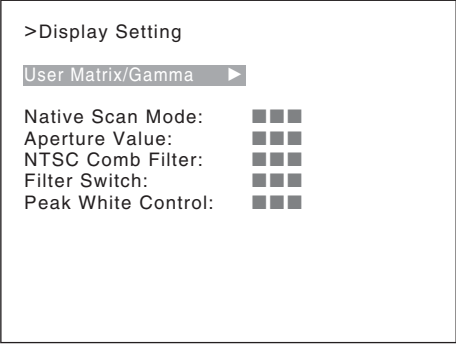 >Display Setting
User Matrix/Gamma ▶
Native Scan Mode: ■■■
Aperture Value: ■■■
NTSC Comb Filter: ■■■
Filter Switch: ■■■
Peak White Control: ■■■